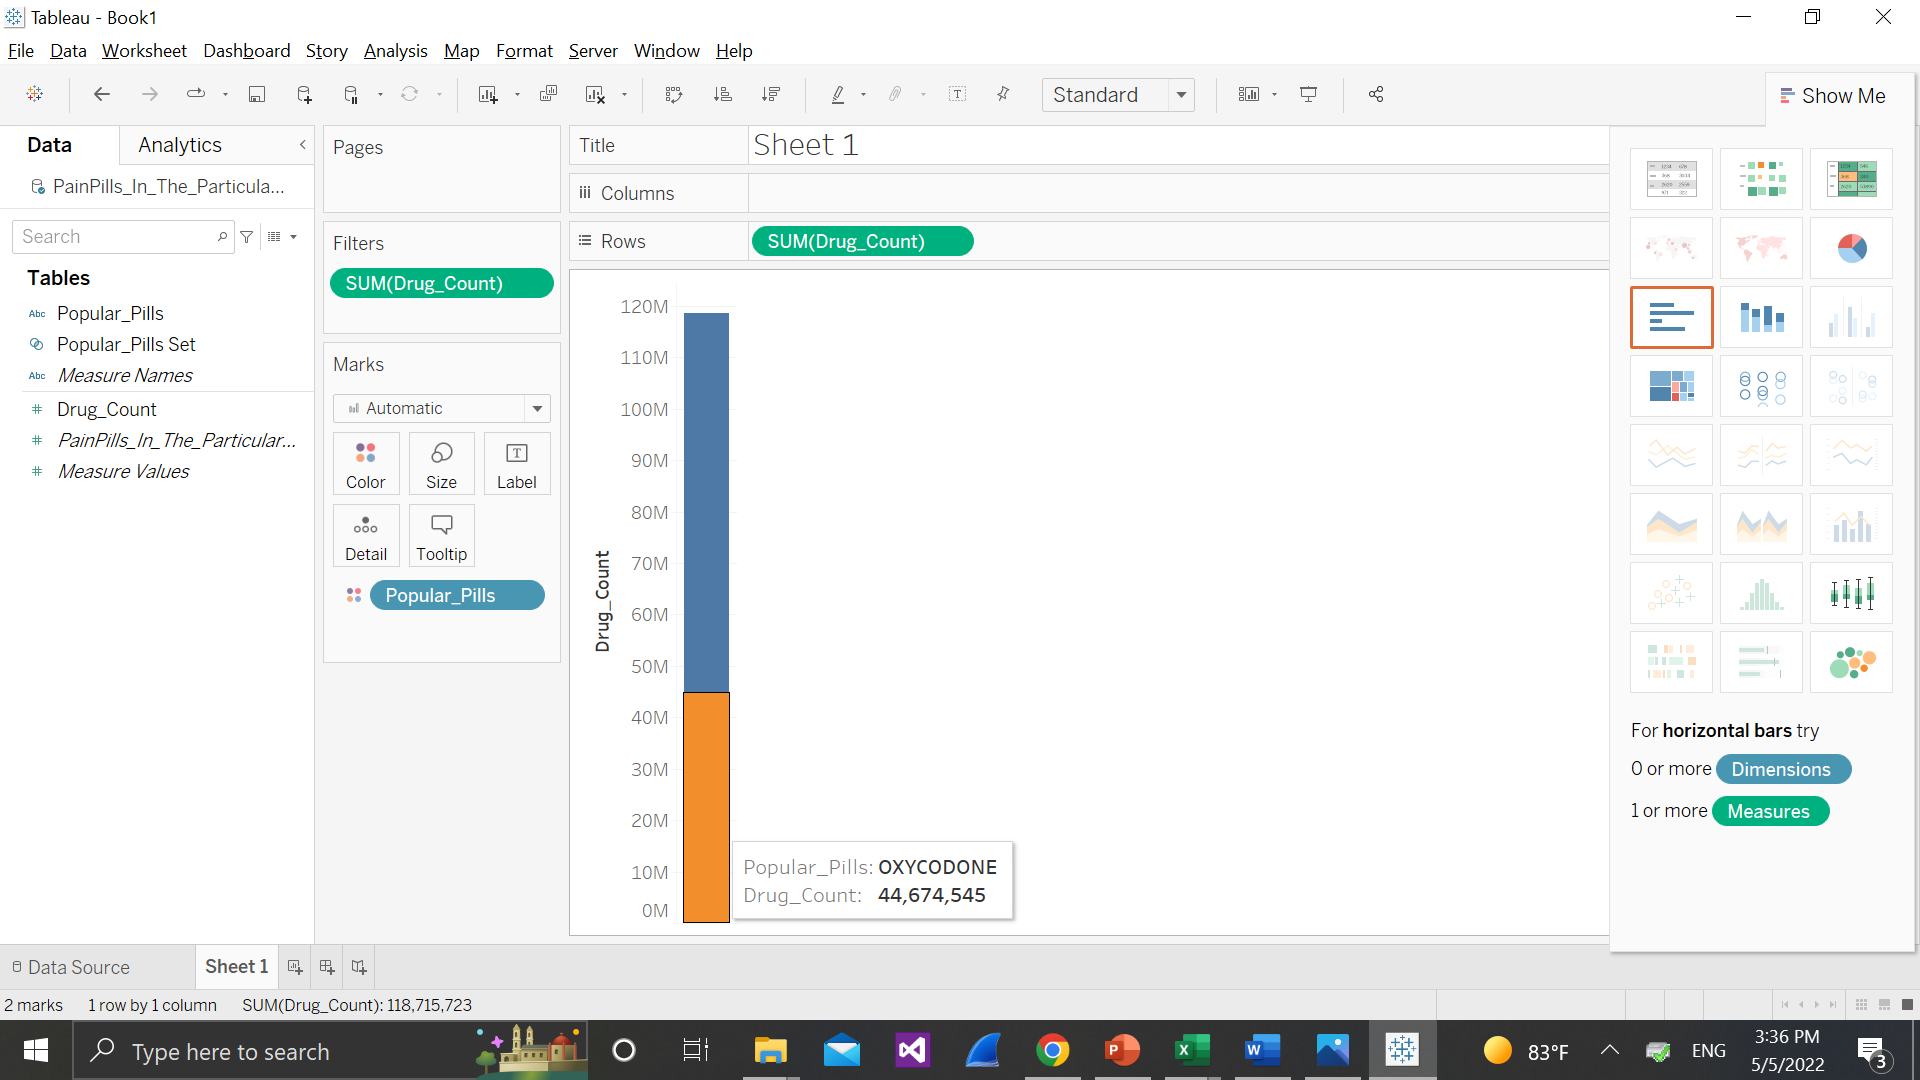 Tableau - Book1
File Data Worksheet Dashboard Story Analysis Map Format Server Window Help
Standard
Show Me
Data
Analytics
PainPills_In_The_Particula...
Search
Tables
Abc Popular_Pills
Popular_Pills Set
Abc Measure Names
# Drug_Count
# PainPills_In_The_Particular...
# Measure Values
Pages
Filters
SUM(Drug_Count)
Marks
Automatic
Color Size Label
Detail Tooltip
Popular_Pills
Title Sheet 1
Columns
Rows SUM(Drug_Count)
120M
110M
100M
90M
80M
70M
60M
50M
40M
30M
20M
10M
0M
Drug_Count
Popular_Pills: OXYCODONE
Drug_Count: 44,674,545
For horizontal bars try
0 or more Dimensions
1 or more Measures
Data Source Sheet 1
2 marks 1 row by 1 column SUM(Drug_Count): 118,715,723
Type here to search
83°F
ENG
3:36 PM
5/5/2022
3